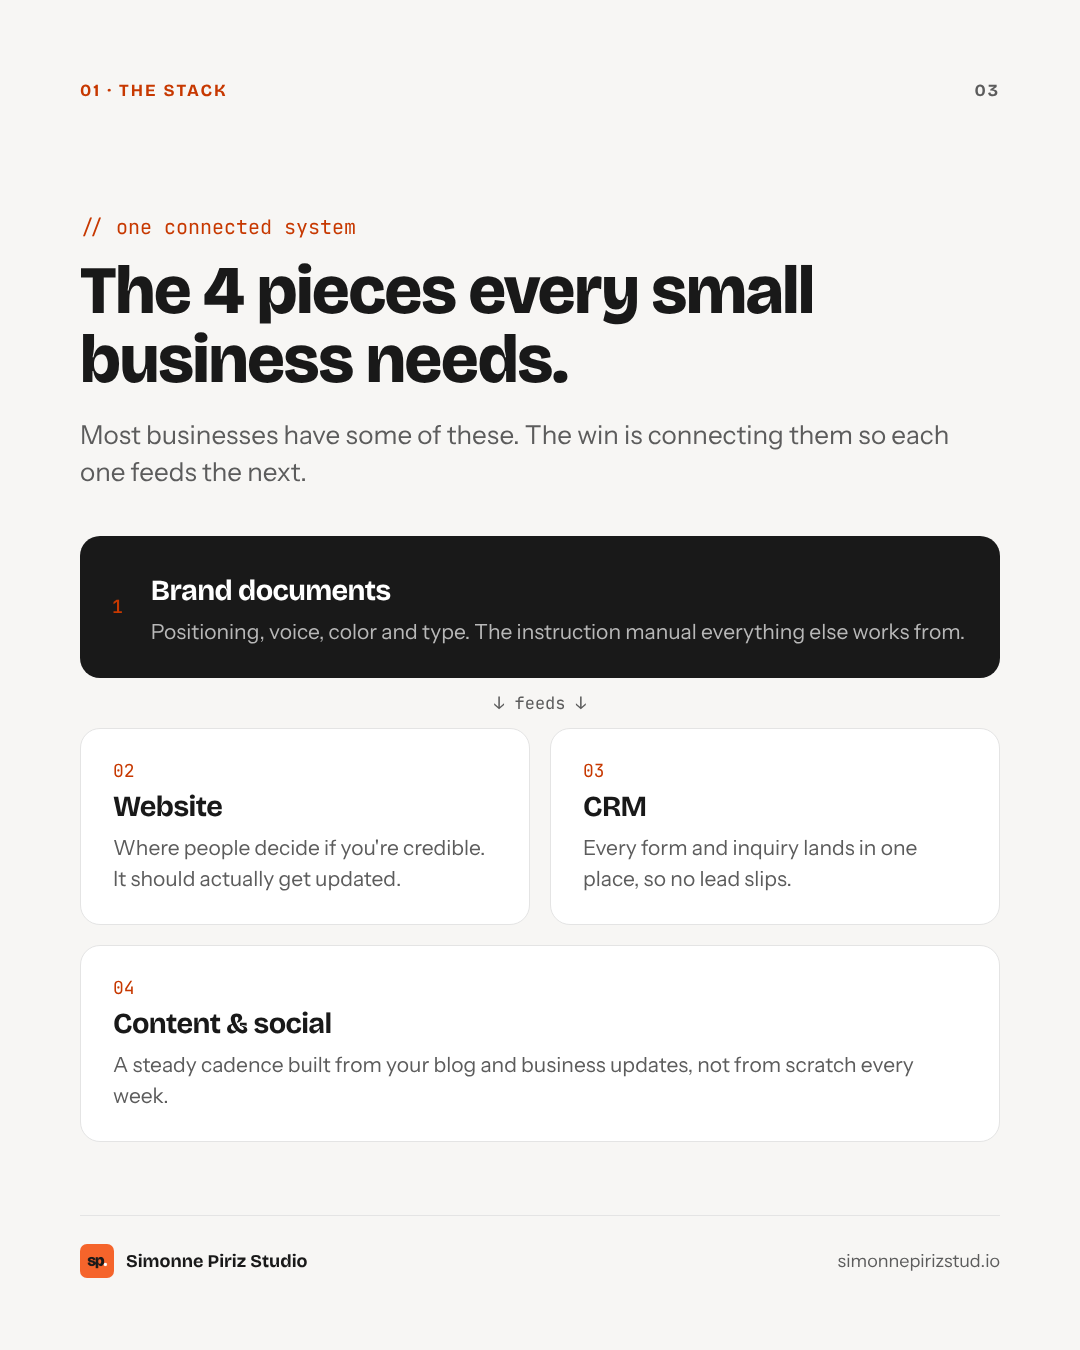 01 · THE STACK
03
// one connected system
The 4 pieces every small
business needs.
Most businesses have some of these. The win is connecting them so each
one feeds the next.
1
Brand documents
Positioning, voice, color and type. The instruction manual everything else works from.
↓ feeds ↓
02
Website
Where people decide if you're credible.
It should actually get updated.
03
CRM
Every form and inquiry lands in one
place, so no lead slips.
04
Content & social
A steady cadence built from your blog and business updates, not from scratch every
week.
sp.
Simonne Piriz Studio
simonnepirizstud.io